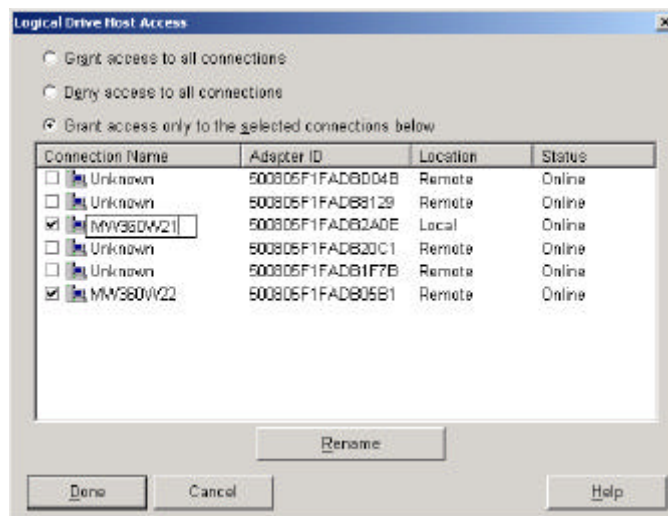 Logical Drive Host Access
Grant access to all connections
Deny access to all connections
Grant access only to the selected connections below
Connection Name Adapter ID Location Status
Unknown 500805F1FADBD04B Remote Online
Unknown 500805F1FADB8129 Remote Online
MW360W21 500805F1FADB2A0E Local Online
Unknown 500805F1FADB20C1 Remote Online
Unknown 500805F1FADB1F7B Remote Online
MW360W22 500805F1FADB05B1 Remote Online
Rename
Done Cancel Help